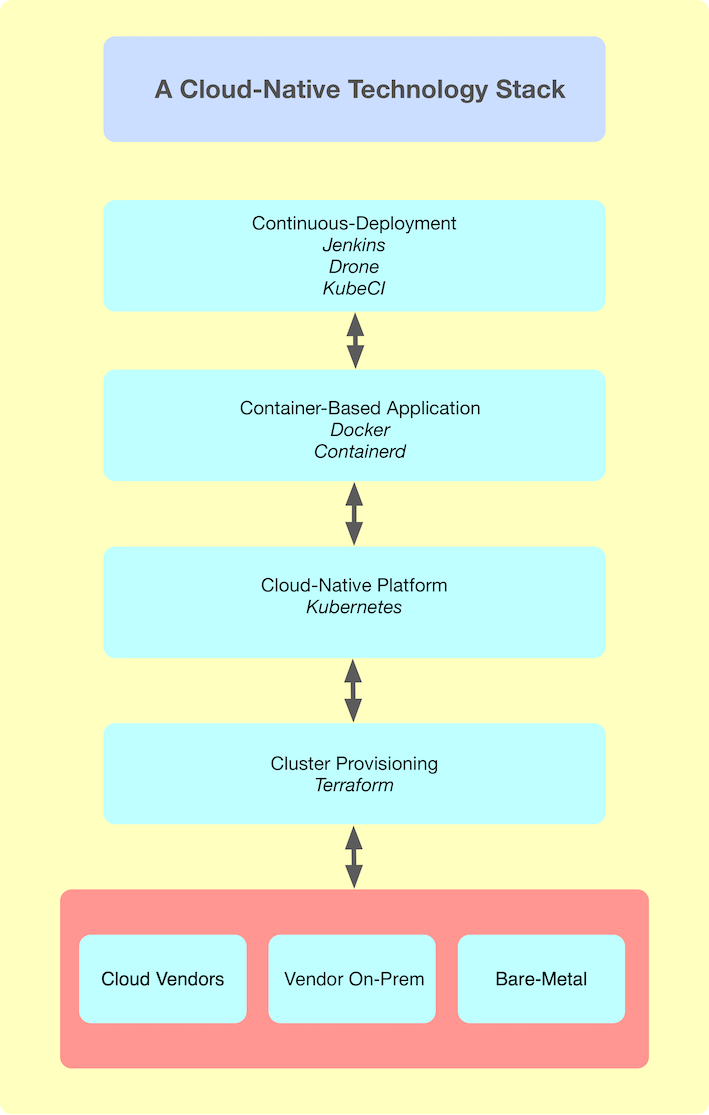 A Cloud-Native Technology Stack
Continuous-Deployment
Jenkins
Drone
KubeCI
Container-Based Application
Docker
Containerd
Cloud-Native Platform
Kubernetes
Cluster Provisioning
Terraform
Cloud Vendors
Vendor On-Prem
Bare-Metal